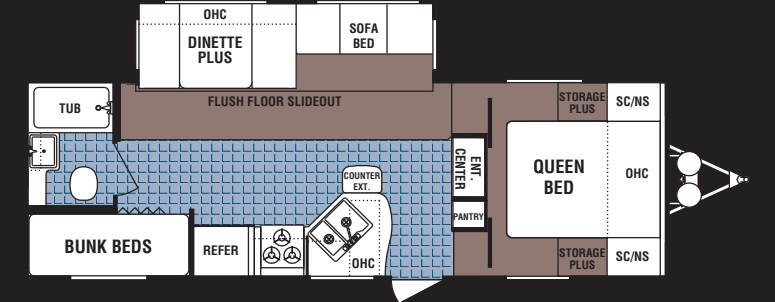 OHC
DINETTE
PLUS
SOFA
BED
FLUSH FLOOR SLIDEOUT
TUB
STORAGE
PLUS
SC/NS
ENT.
CENTER
QUEEN
BED
OHC
COUNTER
EXT.
PANTRY
BUNK BEDS
REFER
OHC
STORAGE
PLUS
SC/NS